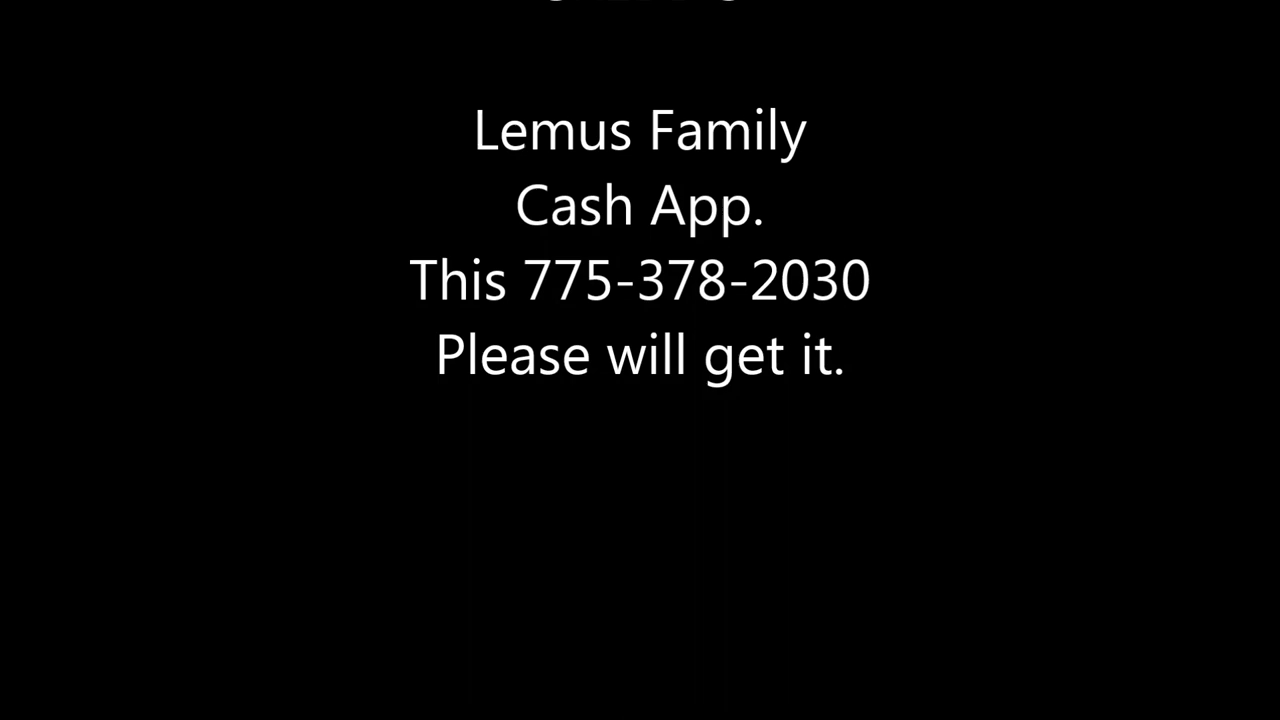 Lemus Family
Cash App.
This 775-378-2030
Please will get it.